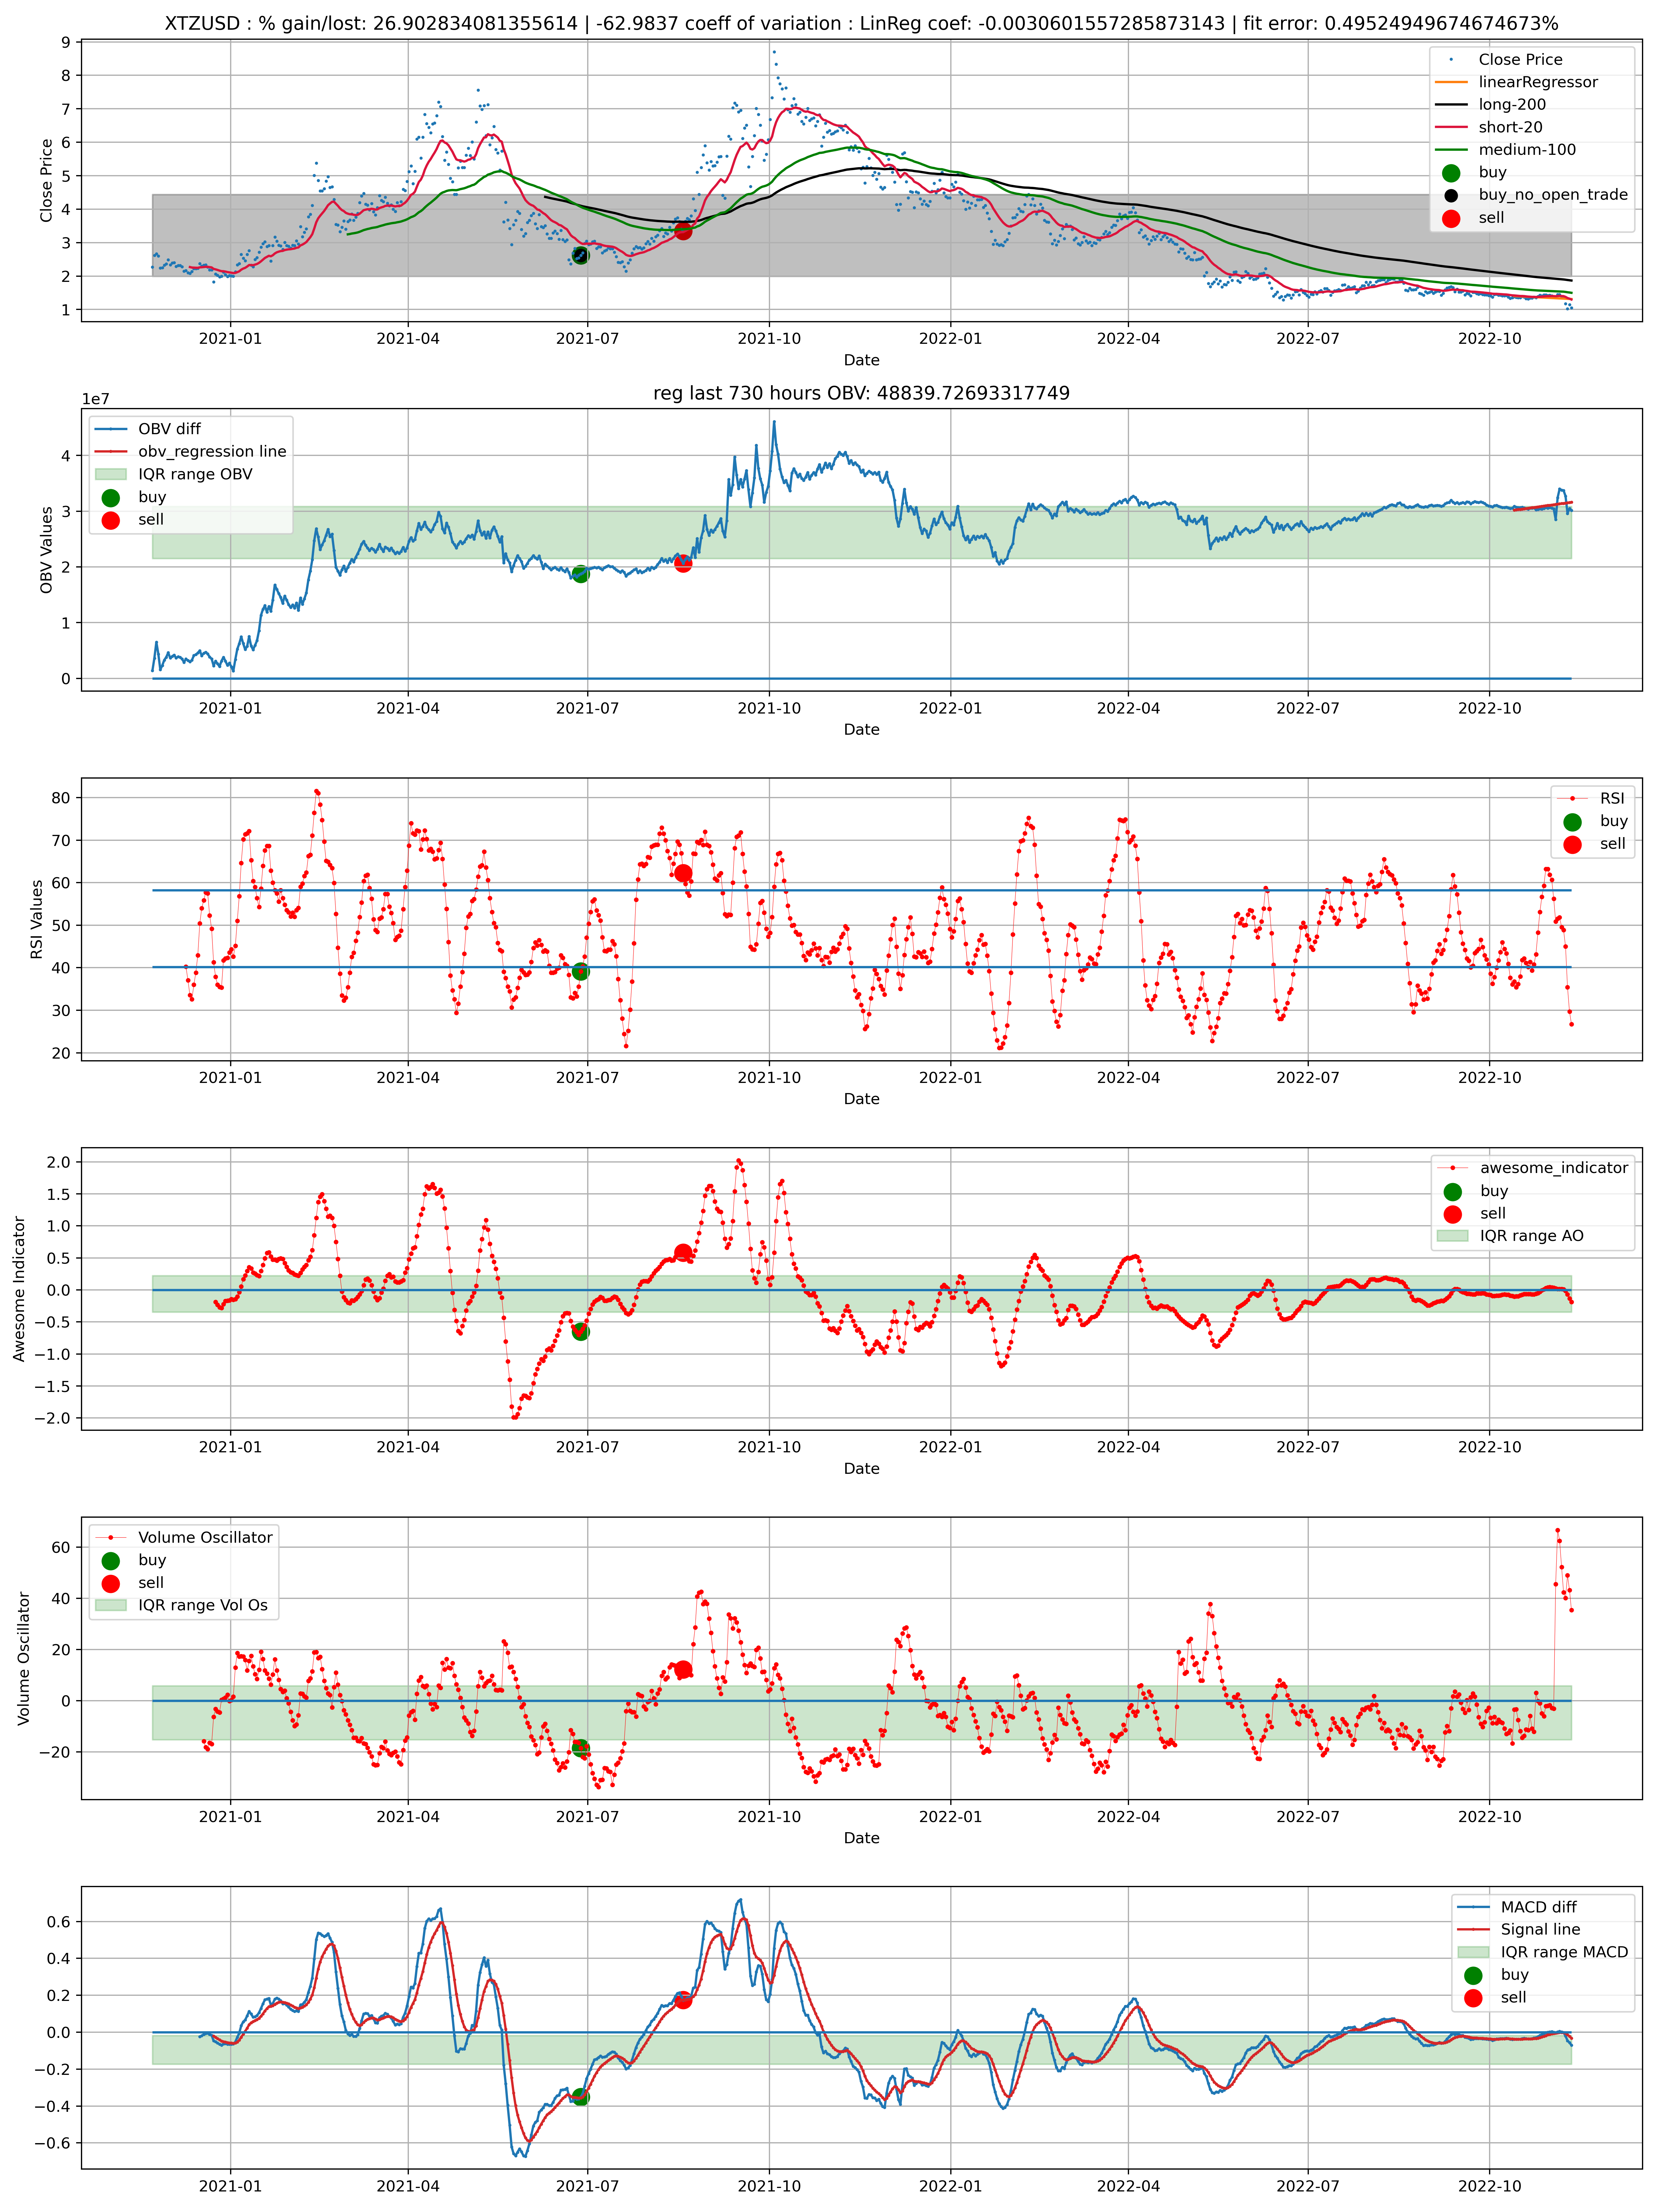 XTZUSD : % gain/lost: 26.902834081355614 | -62.9837 coeff of variation : LinReg coef: -0.0030601557285873143 | fit error: 0.49524949674674673%
9
8
7
6
5
4
3
2
1
Close Price
Close Price
linearRegressor
long-200
short-20
medium-100
buy
buy_no_open_trade
sell
2021-01 2021-04 2021-07 2021-10 2022-01 2022-04 2022-07 2022-10
Date
reg last 730 hours OBV: 48839.72693317749
1e7
4
3
2
1
0
OBV Values
OBV diff
obv_regression line
IQR range OBV
buy
sell
2021-01 2021-04 2021-07 2021-10 2022-01 2022-04 2022-07 2022-10
Date
80
70
60
50
40
30
20
RSI Values
RSI
buy
sell
2021-01 2021-04 2021-07 2021-10 2022-01 2022-04 2022-07 2022-10
Date
2.0
1.5
1.0
0.5
0.0
−0.5
−1.0
−1.5
−2.0
Awesome Indicator
awesome_indicator
buy
sell
IQR range AO
2021-01 2021-04 2021-07 2021-10 2022-01 2022-04 2022-07 2022-10
Date
60
40
20
0
−20
Volume Oscillator
Volume Oscillator
buy
sell
IQR range Vol Os
2021-01 2021-04 2021-07 2021-10 2022-01 2022-04 2022-07 2022-10
Date
0.6
0.4
0.2
0.0
−0.2
−0.4
−0.6
MACD diff
Signal line
IQR range MACD
buy
sell
2021-01 2021-04 2021-07 2021-10 2022-01 2022-04 2022-07 2022-10